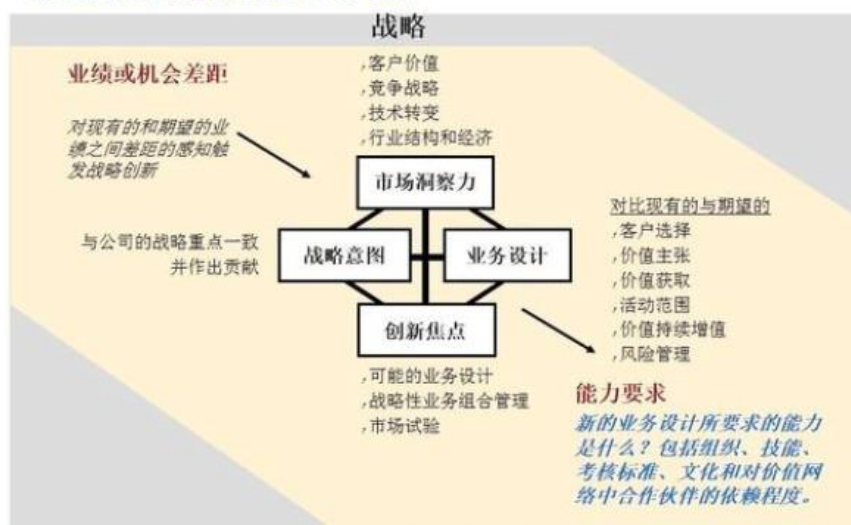 战略
业绩或机会差距
对现有的和期望的业
绩之间差距的感知触
发战略创新
,客户价值
,竞争战略
,技术转变
,行业结构和经济
市场洞察力
与公司的战略重点一致
并作出贡献
战略意图
业务设计
创新焦点
对比现有的与期望的
,客户选择
,价值主张
,价值获取
,活动范围
,价值持续增值
,风险管理
,可能的业务设计
,战略性业务组合管理
,市场试验
能力要求
新的业务设计所要求的能力
是什么？包括组织、技能、
考核标准、文化和对价值网
络中合作伙伴的依赖程度。